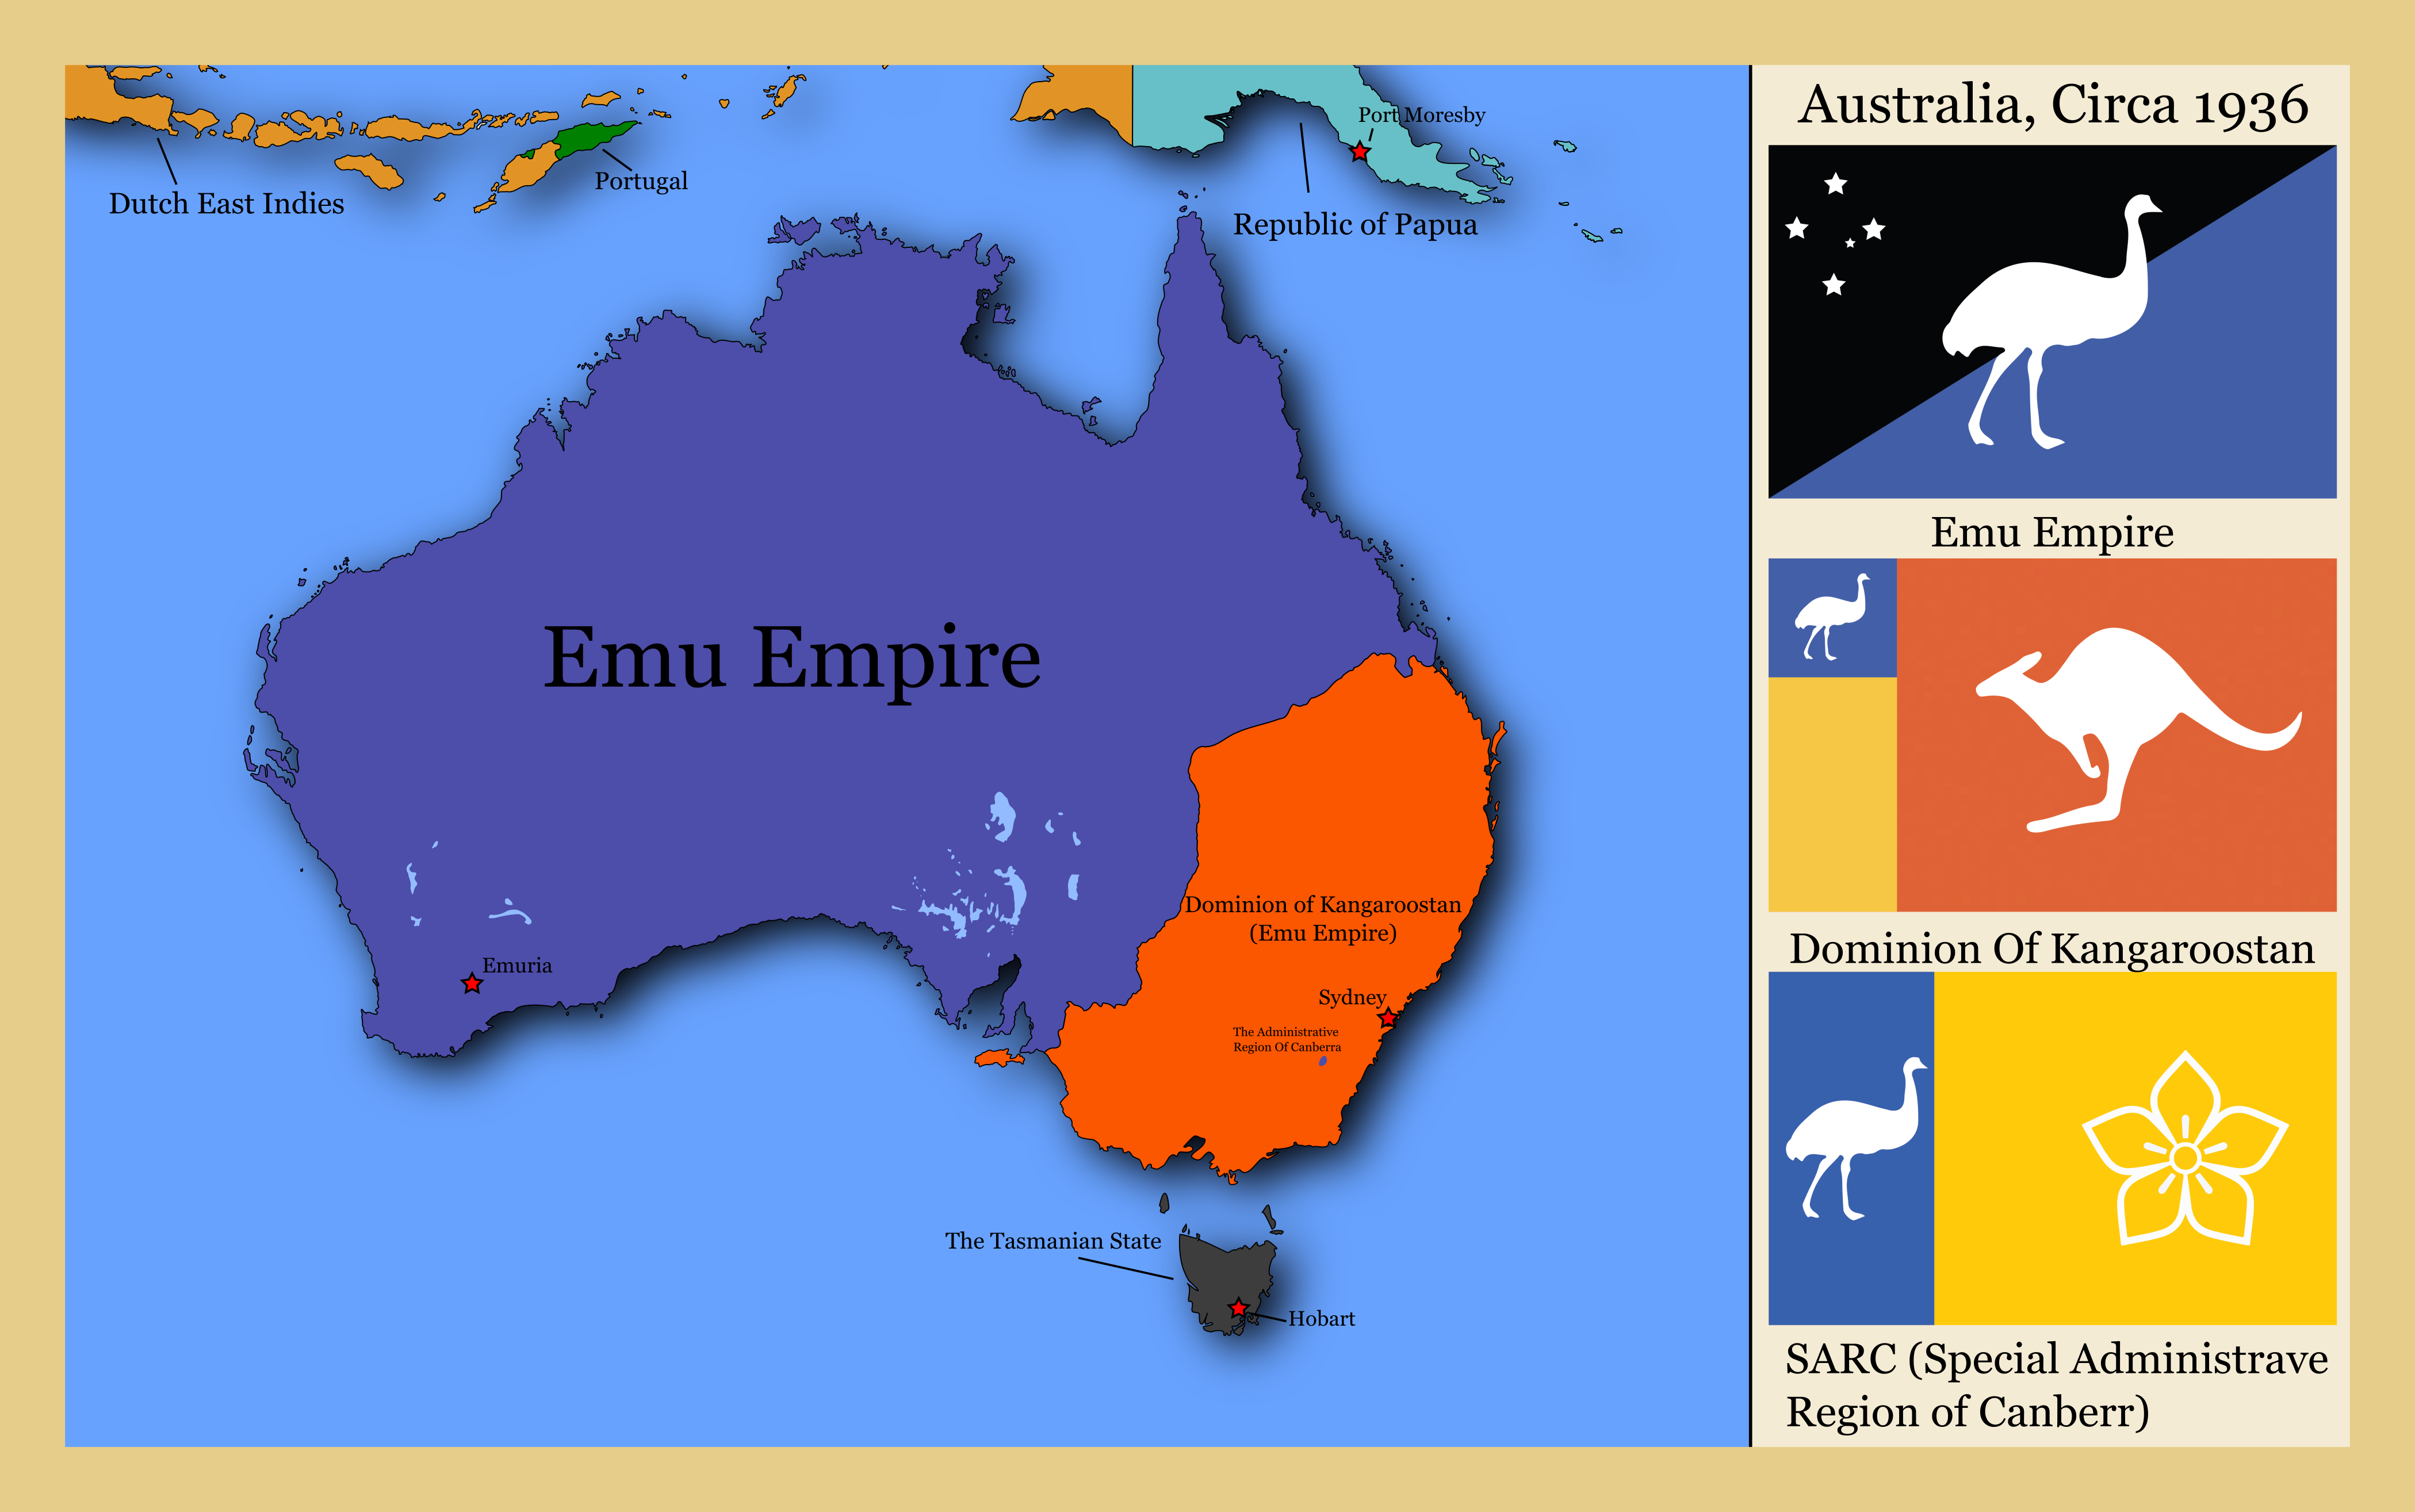 Port Moresby
Portugal
Dutch East Indies
Republic of Papua
Emu Empire
Dominion of Kangaroostan
(Emu Empire)
Emuria
Sydney
The Administrative
Region Of Canberra
The Tasmanian State
Hobart
Australia, Circa 1936
Emu Empire
Dominion Of Kangaroostan
SARC (Special Administrave
Region of Canberr)